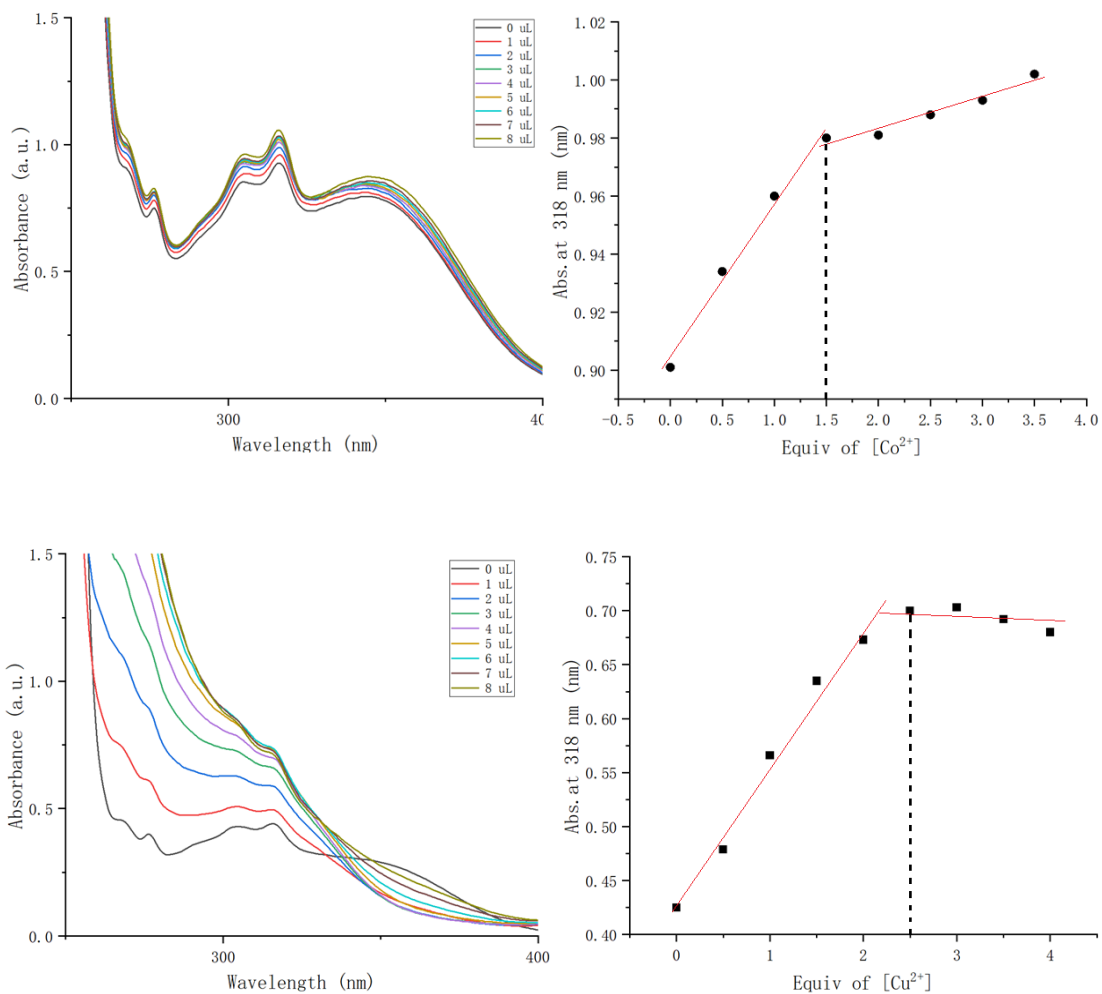 1.5
1.0
0.5
0.0
Absorbance (a.u.)
300
40
Wavelength (nm)
0 uL
1 uL
2 uL
3 uL
4 uL
5 uL
6 uL
7 uL
8 uL
1.02
1.00
0.98
0.96
0.94
0.92
0.90
Abs.at 318 nm (nm)
-0.5 0.0 0.5 1.0 1.5 2.0 2.5 3.0 3.5 4.0
Equiv of [Co²⁺]
1.5
1.0
0.5
0.0
Absorbance (a.u.)
300 400
Wavelength (nm)
0 uL
1 uL
2 uL
3 uL
4 uL
5 uL
6 uL
7 uL
8 uL
0.75
0.70
0.65
0.60
0.55
0.50
0.45
0.40
Abs.at 318 nm (nm)
0 1 2 3 4
Equiv of [Cu²⁺]